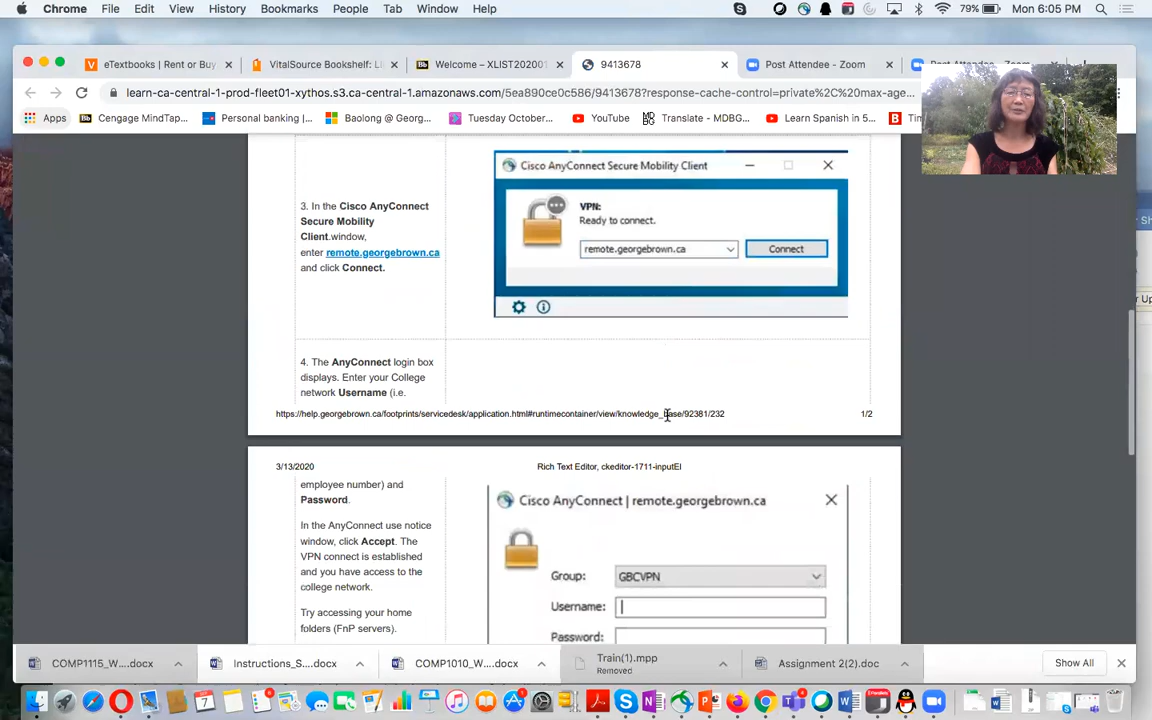 Chrome File Edit View History Bookmarks People Tab Window Help 79% Mon 6:05 PM
eTextbooks | Rent or Buy
VitalSource Bookshelf: Li
Welcome – XLIST202001
9413678
Post Attendee - Zoom
Post Attendee - Zoom
learn-ca-central-1-prod-fleet01-xythos.s3.ca-central-1.amazonaws.com/5ea890ce0c586/9413678?response-cache-control=private%2C%20max-age...
Apps Cengage MindTap... Personal banking |... Baolong @ Georg... Tuesday October... YouTube Translate - MDBG... Learn Spanish in 5... Tim
Cisco AnyConnect Secure Mobility Client
VPN:
Ready to connect.
remote.georgebrown.ca Connect
3. In the Cisco AnyConnect
Secure Mobility
Client.window,
enter remote.georgebrown.ca
and click Connect.
4. The AnyConnect login box
displays. Enter your College
network Username (i.e.
https://help.georgebrown.ca/footprints/servicedesk/application.html#runtimecontainer/view/knowledge_base/92381/232 1/2
3/13/2020 Rich Text Editor, ckeditor-1711-inputEl
employee number) and
Password.
In the AnyConnect use notice
window, click Accept. The
VPN connect is established
and you have access to the
college network.
Try accessing your home
folders (FnP servers).
Cisco AnyConnect | remote.georgebrown.ca
Group: GBCVPN
Username:
Password:
COMP1115_W....docx
Instructions_S....docx
COMP1010_W....docx
Train(1).mpp
Removed
Assignment 2(2).doc
Show All